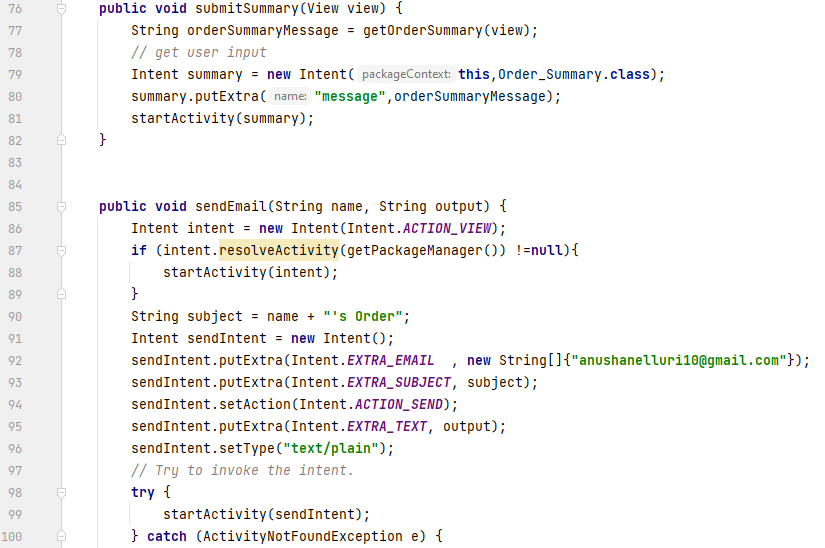 76 public void submitSummary(View view) {
77 String orderSummaryMessage = getOrderSummary(view);
78 // get user input
79 Intent summary = new Intent( packageContext: this,Order_Summary.class);
80 summary.putExtra( name: "message",orderSummaryMessage);
81 startActivity(summary);
82 }
83
84
85 public void sendEmail(String name, String output) {
86 Intent intent = new Intent(Intent.ACTION_VIEW);
87 if (intent.resolveActivity(getPackageManager()) !=null){
88 startActivity(intent);
89 }
90 String subject = name + "'s Order";
91 Intent sendIntent = new Intent();
92 sendIntent.putExtra(Intent.EXTRA_EMAIL  , new String[]{"anushanelluri10@gmail.com"});
93 sendIntent.putExtra(Intent.EXTRA_SUBJECT, subject);
94 sendIntent.setAction(Intent.ACTION_SEND);
95 sendIntent.putExtra(Intent.EXTRA_TEXT, output);
96 sendIntent.setType("text/plain");
97 // Try to invoke the intent.
98 try {
99 startActivity(sendIntent);
100 } catch (ActivityNotFoundException e) {